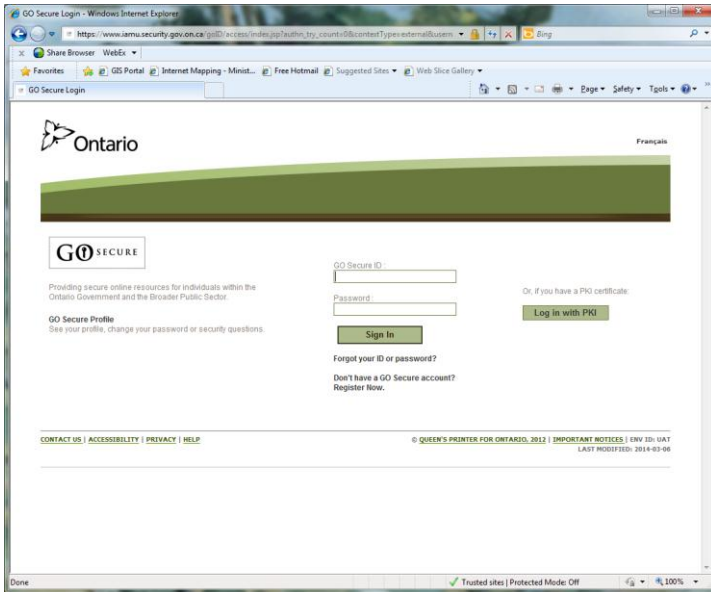 GO Secure Login - Windows Internet Explorer
https://www.iamu.security.gov.on.ca/goID/access/index.jsp?authn_try_count=0&contextType=external&usern
Bing
Share Browser WebEx
Favorites GIS Portal Internet Mapping - Minist... Free Hotmail Suggested Sites Web Slice Gallery
GO Secure Login
Page Safety Tools
Ontario
Français
GO SECURE
Providing secure online resources for individuals within the
Ontario Government and the Broader Public Sector.
GO Secure Profile
See your profile, change your password or security questions.
GO Secure ID :
Password :
Sign In
Forgot your ID or password?
Don't have a GO Secure account?
Register Now.
Or, if you have a PKI certificate:
Log in with PKI
CONTACT US | ACCESSIBILITY | PRIVACY | HELP
© QUEEN'S PRINTER FOR ONTARIO, 2012 | IMPORTANT NOTICES | ENV ID: UAT
LAST MODIFIED: 2014-03-06
Done
Trusted sites | Protected Mode: Off
100%